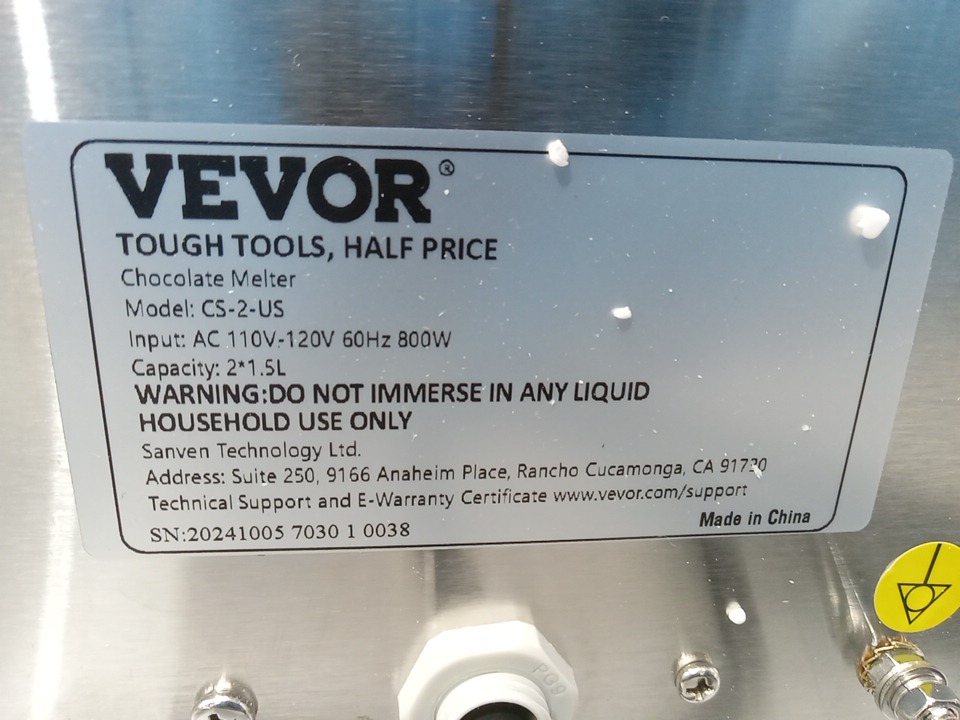 VEVOR®
TOUGH TOOLS, HALF PRICE
Chocolate Melter
Model: CS-2-US
Input: AC 110V-120V 60Hz 800W
Capacity: 2*1.5L
WARNING:DO NOT IMMERSE IN ANY LIQUID
HOUSEHOLD USE ONLY
Sanven Technology Ltd.
Address: Suite 250, 9166 Anaheim Place, Rancho Cucamonga, CA 91730
Technical Support and E-Warranty Certificate www.vevor.com/support
SN:20241005 7030 1 0038
Made in China
PG9